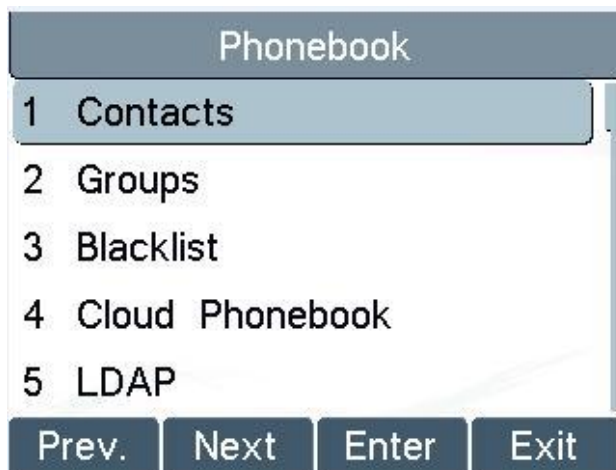 Phonebook
1 Contacts
2 Groups
3 Blacklist
4 Cloud Phonebook
5 LDAP
Prev. Next Enter Exit